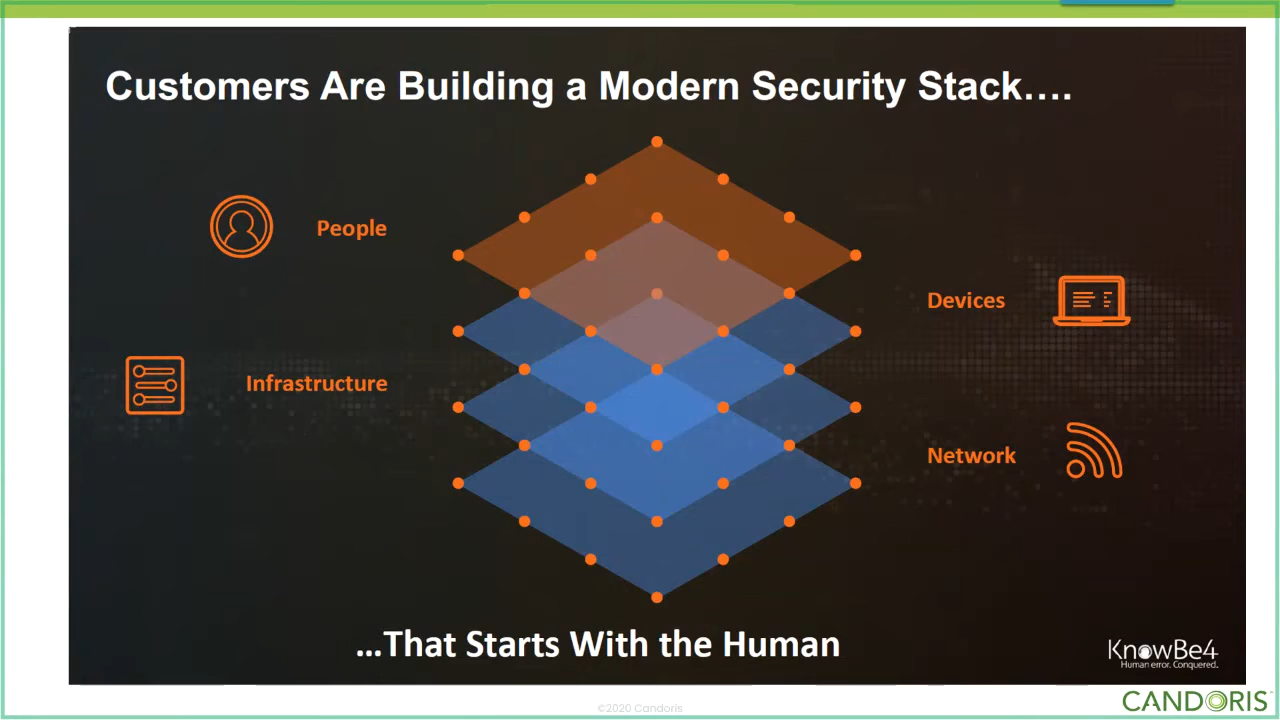 Customers Are Building a Modern Security Stack....
People
Devices
Infrastructure
Network
...That Starts With the Human
KnowBe4
Human error. Conquered.
CANDORIS
©2020 Candoris